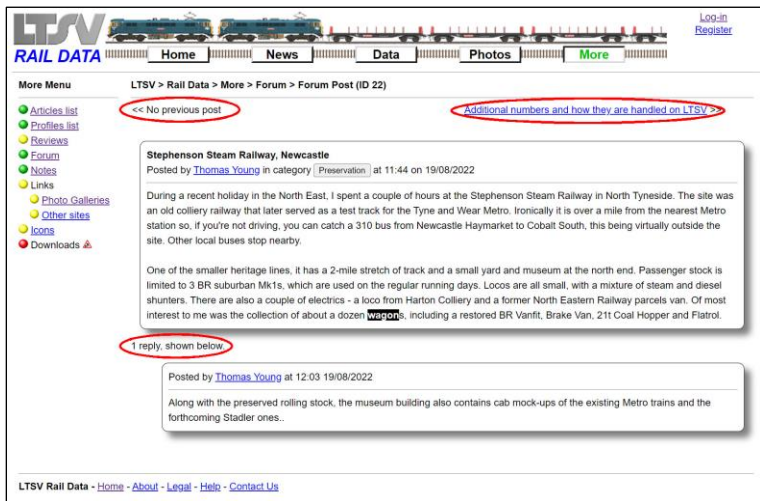 LTSV
RAIL DATA
Home
News
Data
Photos
More
Log-in
Register
More Menu
Articles list
Profiles list
Reviews
Forum
Notes
Links
Photo Galleries
Other sites
Icons
Downloads
LTSV > Rail Data > More > Forum > Forum Post (ID 22)
<< No previous post
Additional numbers and how they are handled on LTSV >>
Stephenson Steam Railway, Newcastle
Posted by Thomas Young in category Preservation at 11:44 on 19/08/2022
During a recent holiday in the North East, I spent a couple of hours at the Stephenson Steam Railway in North Tyneside. The site was
an old colliery railway that later served as a test track for the Tyne and Wear Metro. Ironically it is over a mile from the nearest Metro
station so, if you're not driving, you can catch a 310 bus from Newcastle Haymarket to Cobalt South, this being virtually outside the
site. Other local buses stop nearby.
One of the smaller heritage lines, it has a 2-mile stretch of track and a small yard and museum at the north end. Passenger stock is
limited to 3 BR suburban Mk1s, which are used on the regular running days. Locos are all small, with a mixture of steam and diesel
shunters. There are also a couple of electrics - a loco from Harton Colliery and a former North Eastern Railway parcels van. Of most
interest to me was the collection of about a dozen wagons, including a restored BR Vanfit, Brake Van, 21t Coal Hopper and Flatrol.
1 reply, shown below.
Posted by Thomas Young at 12:03 19/08/2022
Along with the preserved rolling stock, the museum building also contains cab mock-ups of the existing Metro trains and the
forthcoming Stadler ones..
LTSV Rail Data - Home - About - Legal - Help - Contact Us